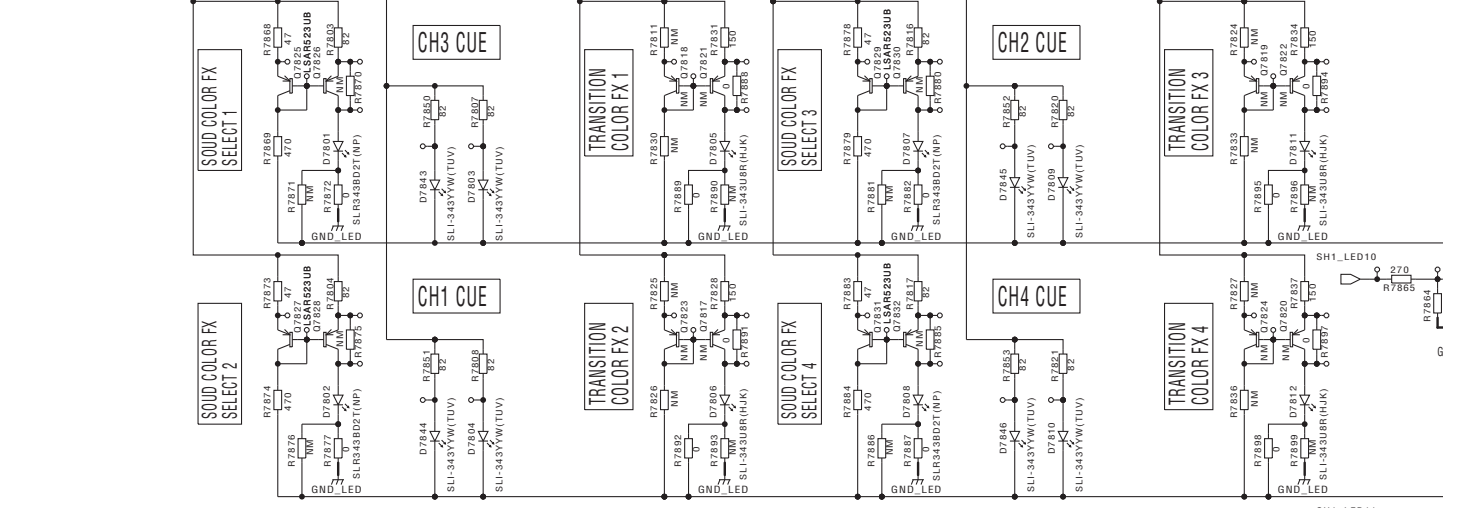 SOUD COLOR FX
SELECT 1
R7868
47
Q7825
LSAR523UB
Q7826
R7803
82
NM
R7870
R7869
470
D7801
SLR343BD2T(NP)
R7871
NM
R7872
0
GND_LED
CH3 CUE
R7850
82
R7807
82
D7843
SLI-343YYW(TUV)
D7803
SLI-343YYW(TUV)
TRANSITION
COLOR FX 1
R7811
NM
Q7818
NM
Q7821
NM
R7831
150
0
R7888
R7830
NM
D7805
SLI-343U8R(HJK)
R7889
0
R7890
NM
GND_LED
SOUD COLOR FX
SELECT 3
R7878
47
Q7829
LSAR523UB
Q7830
R7816
82
NM
R7880
R7879
470
D7807
SLR343BD2T(NP)
R7881
NM
R7882
0
GND_LED
CH2 CUE
R7852
82
R7820
82
D7845
SLI-343YYW(TUV)
D7809
SLI-343YYW(TUV)
TRANSITION
COLOR FX 3
R7824
NM
Q7819
NM
Q7822
NM
R7834
150
0
R7894
R7833
NM
D7811
SLI-343U8R(HJK)
R7895
0
R7896
NM
GND_LED
SOUD COLOR FX
SELECT 2
R7873
47
Q7827
LSAR523UB
Q7828
R7804
82
NM
R7875
R7874
470
D7802
SLR343BD2T(NP)
R7876
NM
R7877
0
GND_LED
CH1 CUE
R7851
82
R7808
82
D7844
SLI-343YYW(TUV)
D7804
SLI-343YYW(TUV)
TRANSITION
COLOR FX 2
R7825
NM
Q7823
NM
Q7817
NM
R7828
150
0
R7891
R7826
NM
D7806
SLI-343U8R(HJK)
R7892
0
R7893
NM
GND_LED
SOUD COLOR FX
SELECT 4
R7883
47
Q7831
LSAR523UB
Q7832
R7817
82
NM
R7885
R7884
470
D7808
SLR343BD2T(NP)
R7886
NM
R7887
0
GND_LED
CH4 CUE
R7853
82
R7821
82
D7846
SLI-343YYW(TUV)
D7810
SLI-343YYW(TUV)
TRANSITION
COLOR FX 4
R7827
NM
Q7824
NM
Q7820
NM
R7837
150
0
R7897
R7836
NM
D7812
SLI-343U8R(HJK)
R7898
0
R7899
NM
GND_LED
SH1_LED10
270
R7865
R7864
G